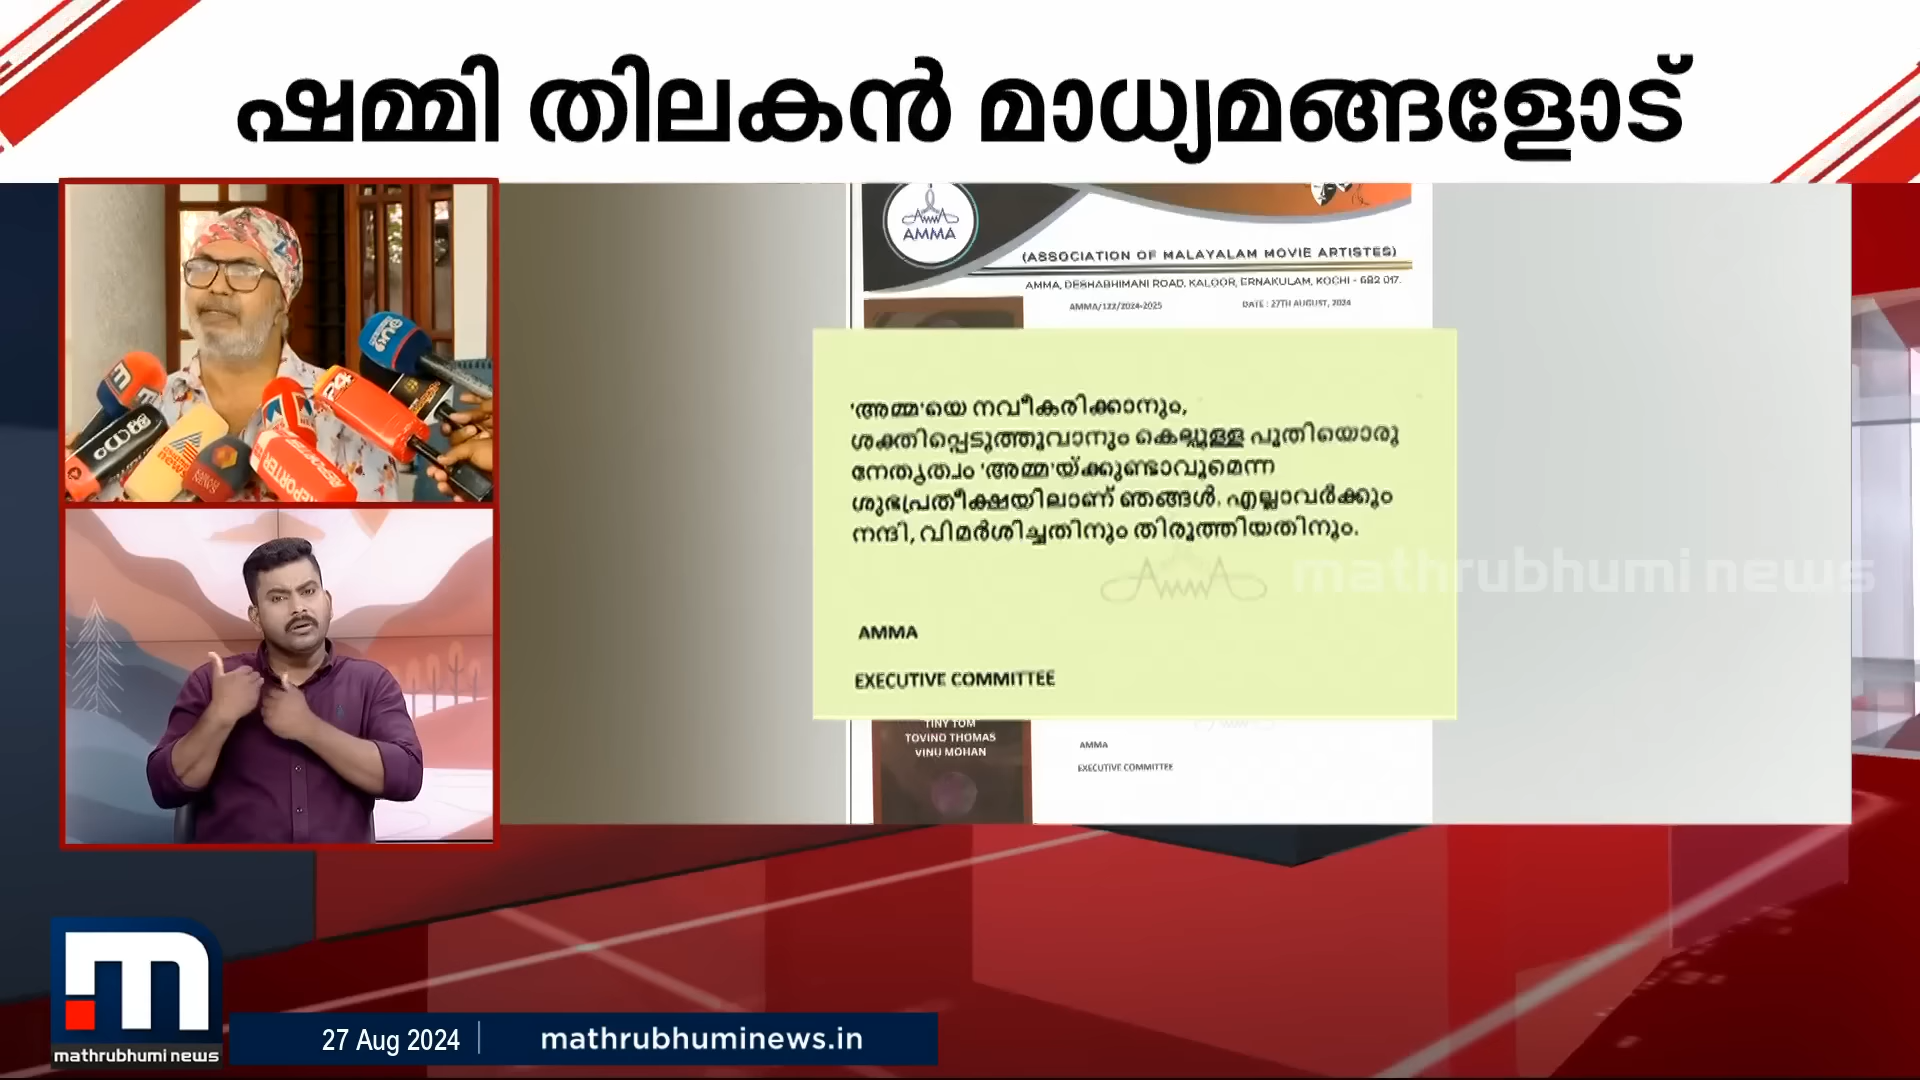 ഷമ്മി തിലകൻ മാധ്യമങ്ങളോട്
AMMA
(ASSOCIATION OF MALAYALAM MOVIE ARTISTES)
AMMA, DESHABHIMANI ROAD, KALOOR, ERNAKULAM, KOCHI - 682 017.
AMMA/122/2024-2025 DATE : 27TH AUGUST, 2024
'അമ്മ'യെ നവീകരിക്കാനും,
ശക്തിപ്പെടുത്തുവാനും കെല്പുള്ള പുതിയൊരു
നേതൃത്വം 'അമ്മ'യ്ക്കുണ്ടാവുമെന്ന
ശുഭപ്രതീക്ഷയിലാണ് ഞങ്ങൾ. എല്ലാവർക്കും
നന്ദി, വിമർശിച്ചതിനും തിരുത്തിയതിനും.
AMMA
EXECUTIVE COMMITTEE
mathrubhumi news
TINY TOM
TOVINO THOMAS
VINU MOHAN
AMMA
EXECUTIVE COMMITTEE
REPORTER
mathrubhumi news
27 Aug 2024
mathrubhuminews.in